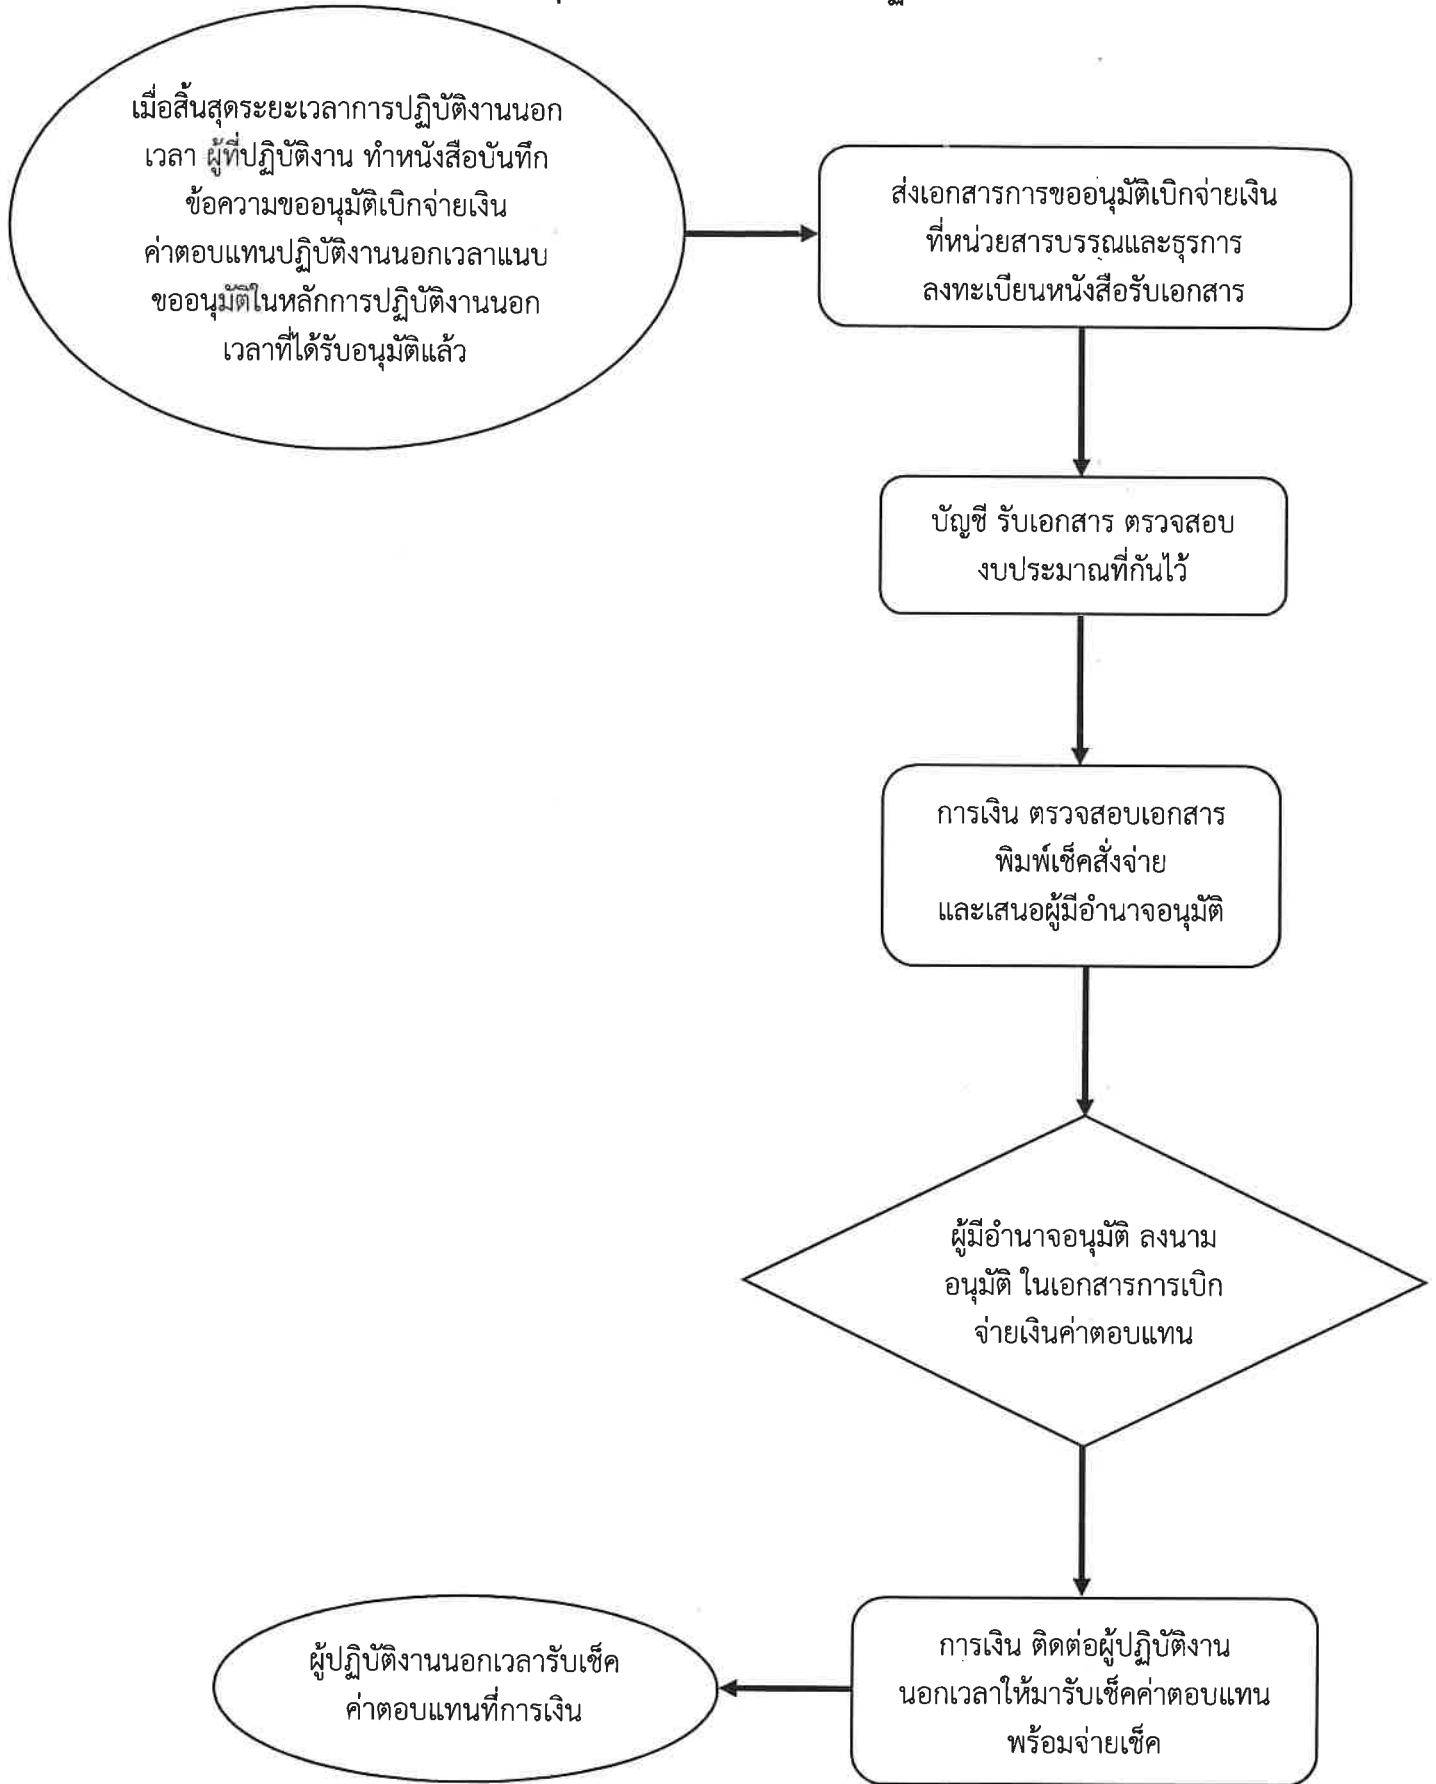 เมื่อสิ้นสุดระยะเวลาการปฏิบัติงานนอก
เวลา ผู้ที่ปฏิบัติงาน ทำหนังสือบันทึก
ข้อความขออนุมัติเบิกจ่ายเงิน
ค่าตอบแทนปฏิบัติงานนอกเวลาแนบ
ขออนุมัติในหลักการปฏิบัติงานนอก
เวลาที่ได้รับอนุมัติแล้ว
ส่งเอกสารการขออนุมัติเบิกจ่ายเงิน
ที่หน่วยสารบรรณและธุรการ
ลงทะเบียนหนังสือรับเอกสาร
บัญชี รับเอกสาร ตรวจสอบ
งบประมาณที่กันไว้
การเงิน ตรวจสอบเอกสาร
พิมพ์เช็คสั่งจ่าย
และเสนอผู้มีอำนาจอนุมัติ
ผู้มีอำนาจอนุมัติ ลงนาม
อนุมัติ ในเอกสารการเบิก
จ่ายเงินค่าตอบแทน
การเงิน ติดต่อผู้ปฏิบัติงาน
นอกเวลาให้มารับเช็คค่าตอบแทน
พร้อมจ่ายเช็ค
ผู้ปฏิบัติงานนอกเวลารับเช็ค
ค่าตอบแทนที่การเงิน